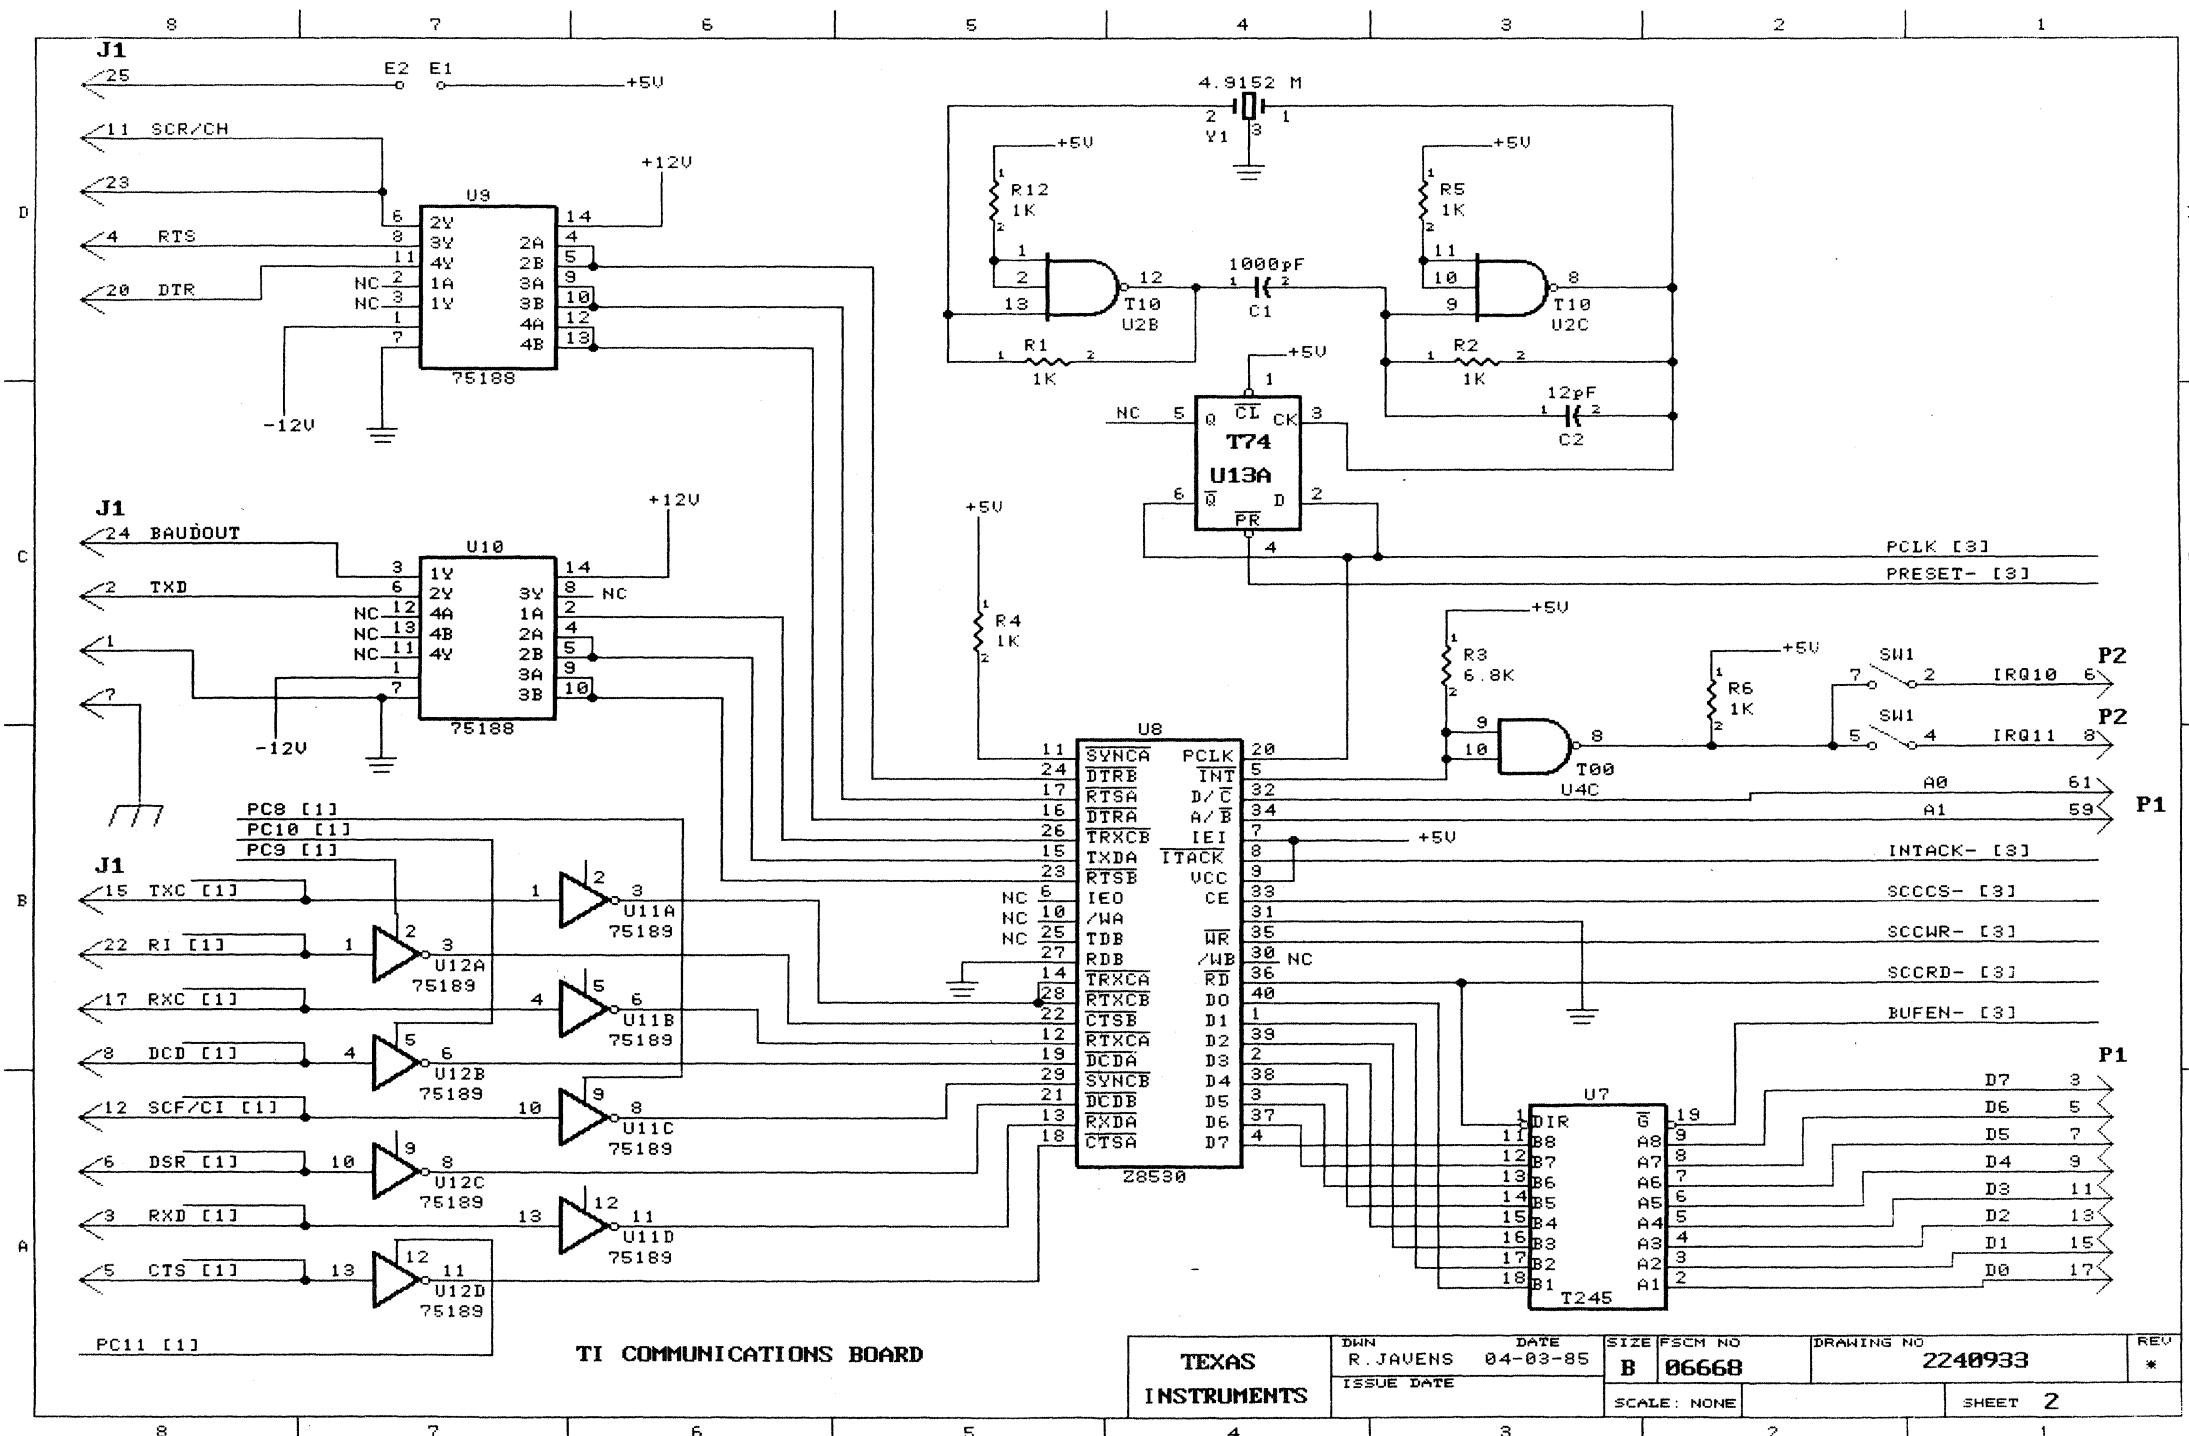 8 7 6 5 4 3 2 1
J1
25 E2 E1 +5V
11 SCR/CH
23
4 RTS
20 DTR
D
U9
+12V
6 2Y 14
8 3Y 2A 4
11 4Y 2B 5
NC 2 1A 3A 9
NC 3 1Y 3B 10
1 4A 12
7 4B 13
75188
-12V
4.9152 M
2 1
Y1 3
+5V
1
R12
1K
2
1
2
13
12
T10
U2B
1 R1 2
1K
1000pF
1 2
C1
+5V
1
R5
1K
2
11
10
9
8
T10
U2C
1 R2 2
1K
12pF
1 2
C2
+5V
1
NC 5 Q CL CK 3
T74
U13A
6 Q D 2
PR
4
PCLK [3]
PRESET- [3]
C
J1
24 BAUDOUT
2 TXD
1
7
U10
+12V
3 1Y 14
6 2Y 3Y 8 NC
NC 12 4A 1A 2
NC 13 4B 2A 4
NC 11 4Y 2B 5
1 3A 9
7 3B 10
75188
-12V
+5V
1
R4
1K
2
+5V
1
R3
6.8K
2
9
10
8
T00
U4C
+5V
R6
1K
2
SW1
7 2 IRQ10 6
P2
SW1
5 4 IRQ11 8
P2
A0 61
A1 59
P1
+5V
INTACK- [3]
SCCCS- [3]
SCCWR- [3]
SCCRD- [3]
BUFEN- [3]
U8
11 SYNCA PCLK 20
24 DTRB INT 5
17 RTSA D/C 32
16 DTRA A/B 34
26 TRXCB IEI 7
15 TXDA ITACK 8
23 RTSB VCC 9
NC 6 IEO CE 33
NC 10 /WA 31
NC 25 TDB WR 35
27 RDB /WB 30 NC
14 TRXCA RD 36
28 RTXCB D0 40
22 CTSB D1 1
12 RTXCA D2 39
19 DCDA D3 2
29 SYNCB D4 38
21 DCDB D5 3
13 RXDA D6 37
18 CTSA D7 4
Z8530
PC8 [1]
PC10 [1]
PC9 [1]
B
J1
15 TXC [1] 1 2 3
U11A
75189
22 RI [1] 1 2 3
U12A
75189
17 RXC [1] 4 5 6
U11B
75189
8 DCD [1] 4 5 6
U12B
75189
12 SCF/CI [1] 10 9 8
U11C
75189
6 DSR [1] 10 9 8
U12C
75189
3 RXD [1] 13 12 11
U11D
75189
5 CTS [1] 13 12 11
U12D
75189
PC11 [1]
A
U7
1 DIR G 19
11 B8 A8 9
12 B7 A7 8
13 B6 A6 7
14 B5 A5 6
15 B4 A4 5
16 B3 A3 4
17 B2 A2 3
18 B1 A1 2
T245
P1
D7 3
D6 5
D5 7
D4 9
D3 11
D2 13
D1 15
D0 17
TI COMMUNICATIONS BOARD
TEXAS
INSTRUMENTS
DWN DATE
R.JAVENS 04-03-85
ISSUE DATE
SIZE B
FSCM NO 06668
DRAWING NO 2240933
REV *
SCALE: NONE
SHEET 2
8 7 6 5 4 3 2 1